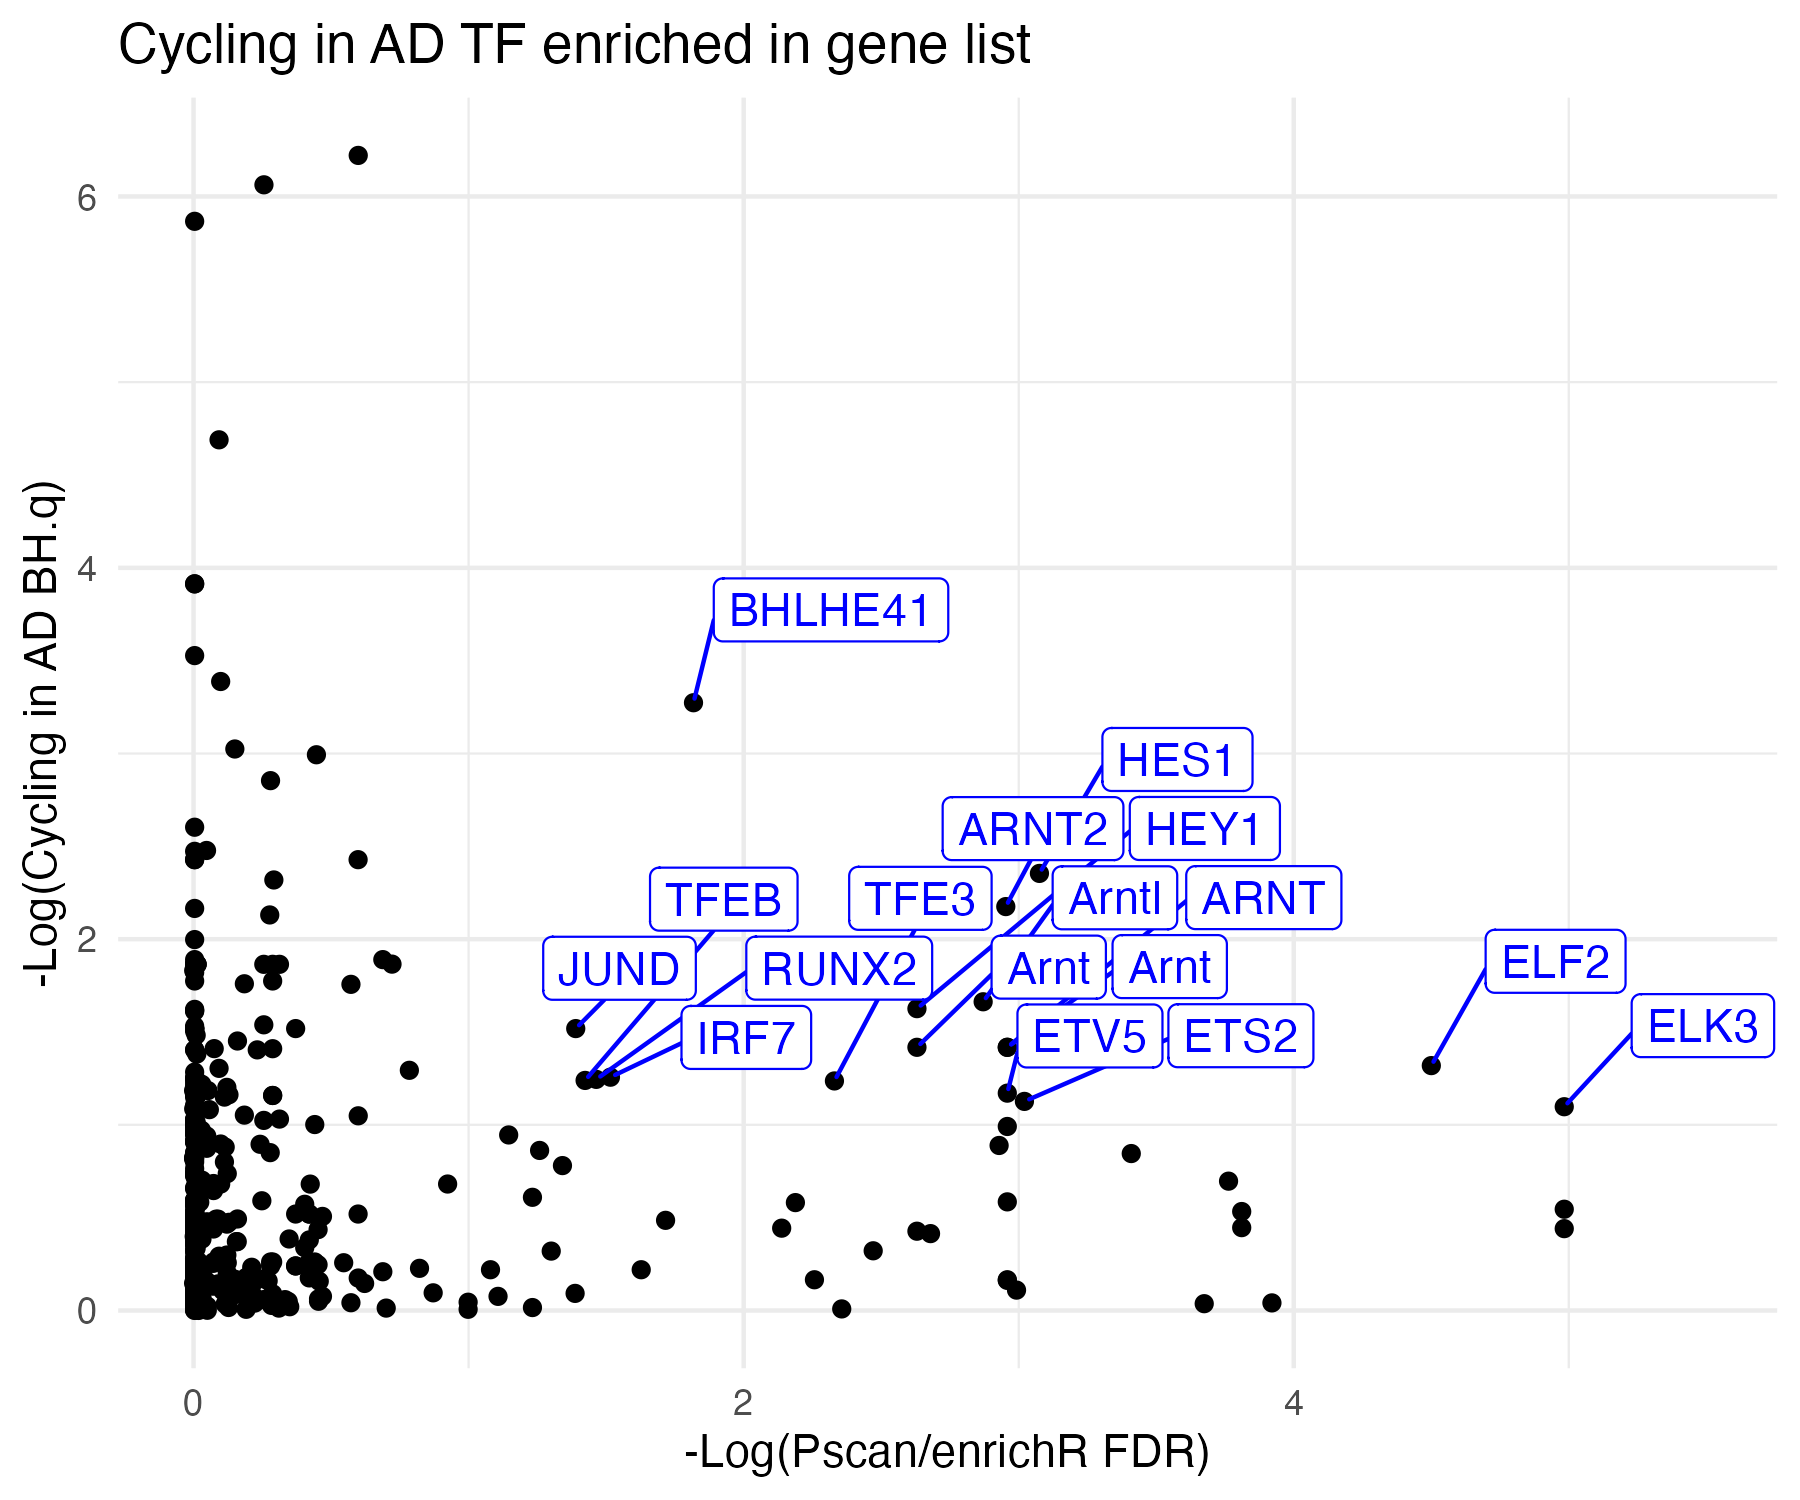 Cycling in AD TF enriched in gene list
-Log(Cycling in AD BH.q)
6
4
2
0
BHLHE41
HES1
ARNT2
HEY1
TFEB
TFE3
Arntl
ARNT
JUND
RUNX2
Arnt
Arnt
ELF2
IRF7
ETV5
ETS2
ELK3
0
2
4
-Log(Pscan/enrichR FDR)